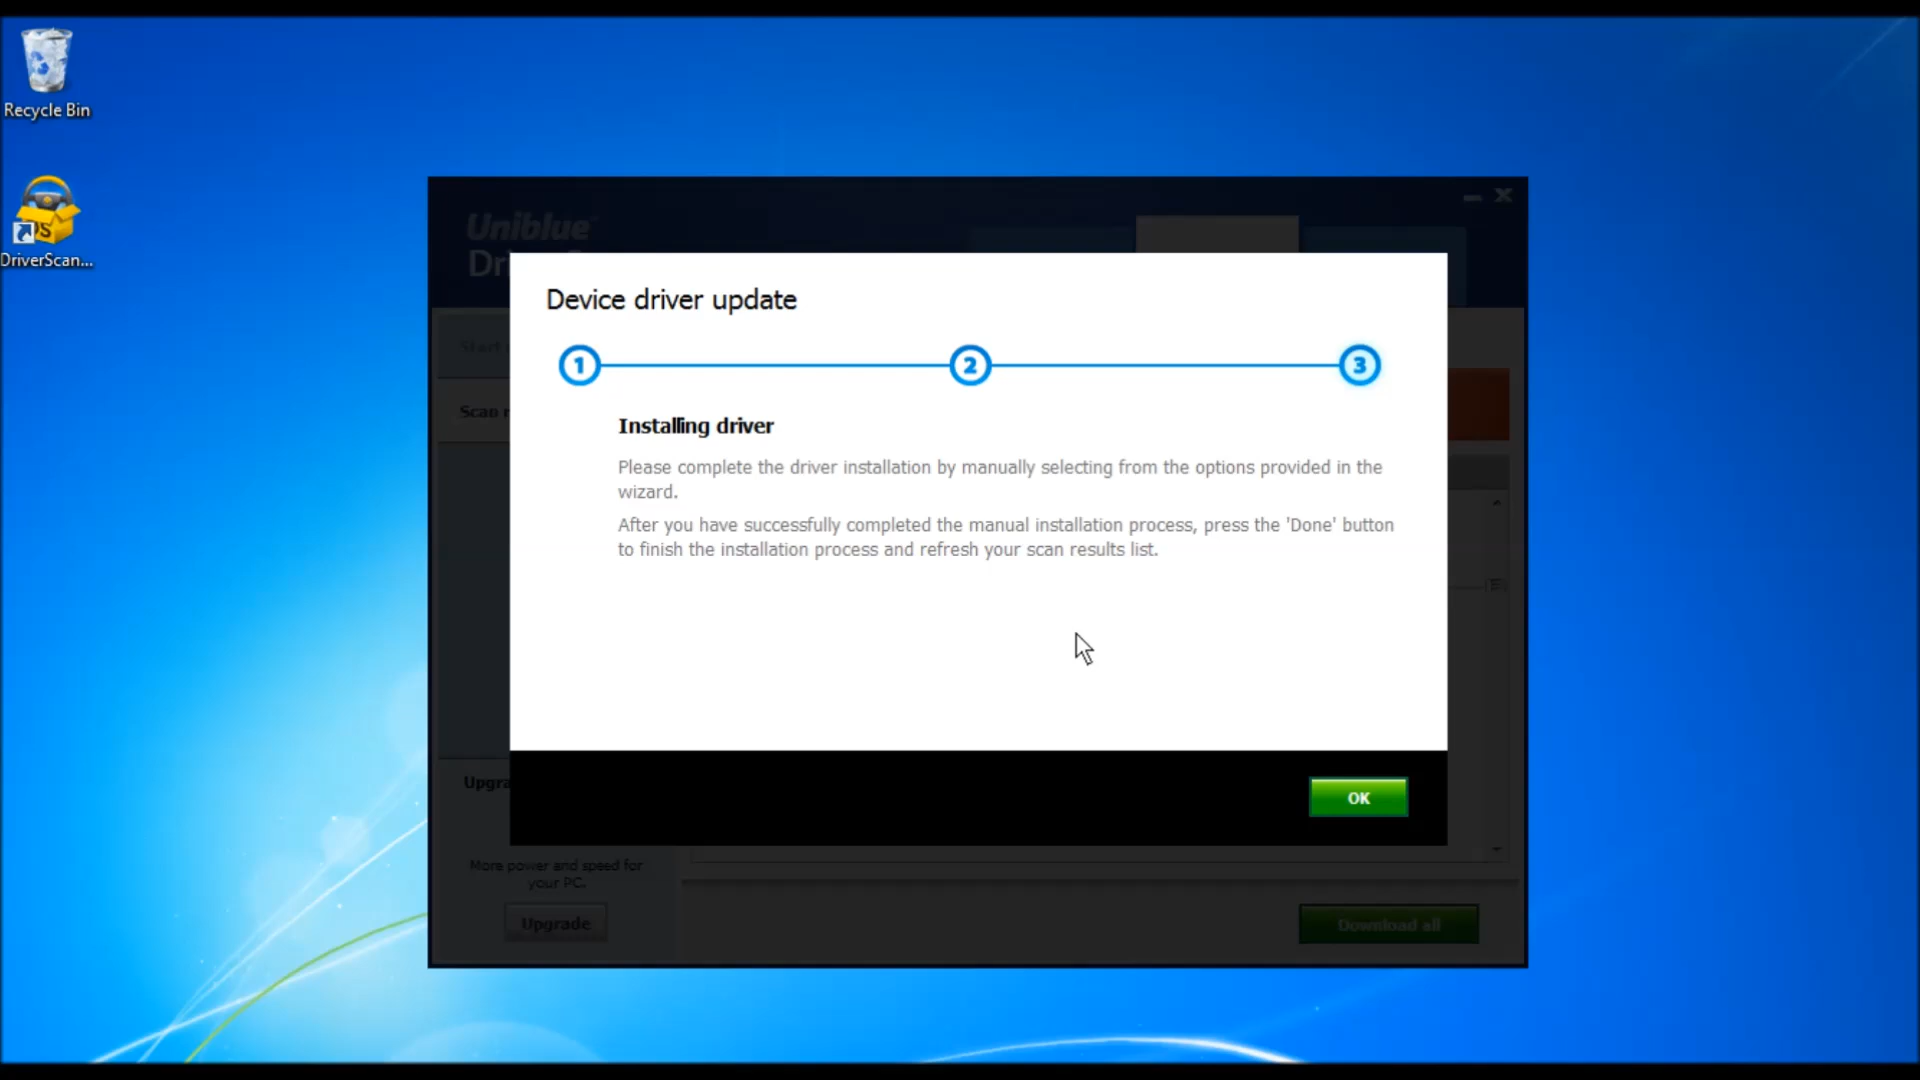 Recycle Bin
DriverScan...
Uniblue
Device driver update
1
2
3
Installing driver
Please complete the driver installation by manually selecting from the options provided in the
wizard.
After you have successfully completed the manual installation process, press the 'Done' button
to finish the installation process and refresh your scan results list.
Start
Scan
Upgra
OK
More power and speed for
your PC.
Upgrade
Download all